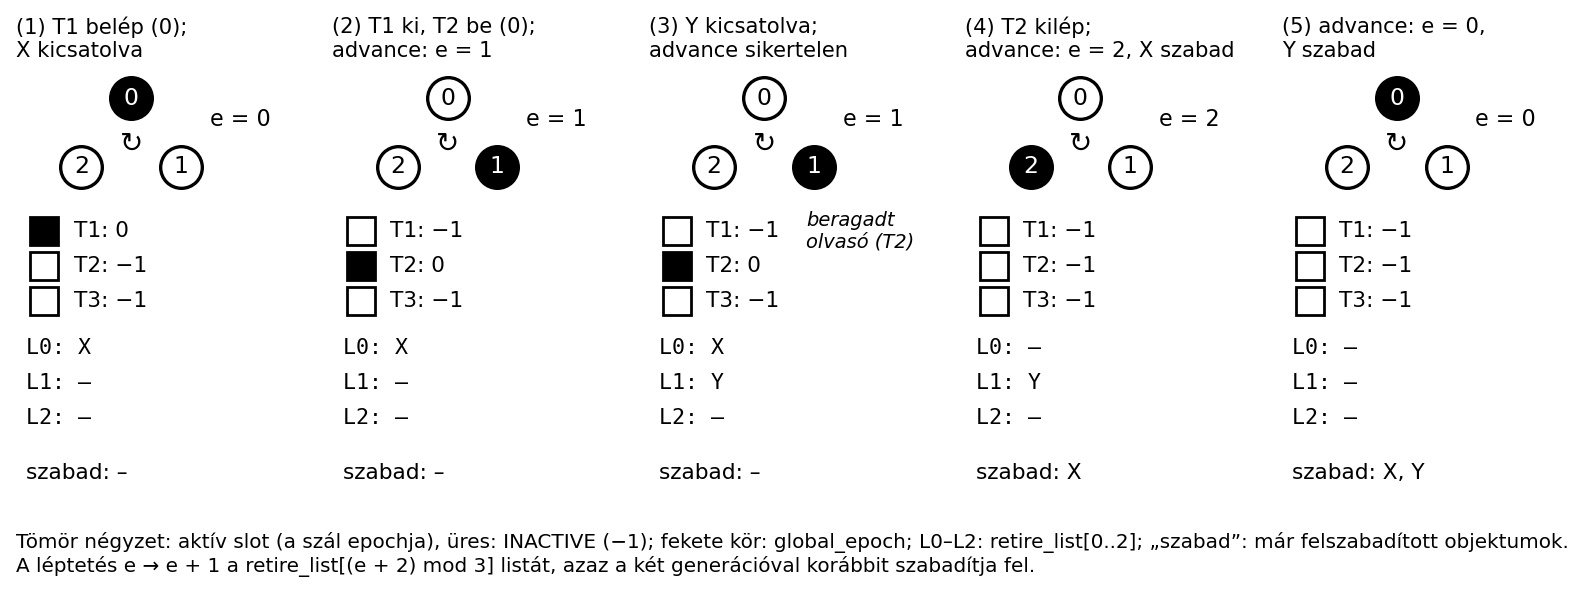 (1) T1 belép (0);
X kicsatolva
0
e = 0
↻
2
1
T1: 0
T2: −1
T3: −1
L0: X
L1: –
L2: –
szabad: –
(2) T1 ki, T2 be (0);
advance: e = 1
0
e = 1
↻
2
1
T1: −1
T2: 0
T3: −1
L0: X
L1: –
L2: –
szabad: –
(3) Y kicsatolva;
advance sikertelen
0
e = 1
↻
2
1
T1: −1
T2: 0
T3: −1
beragadt
olvasó (T2)
L0: X
L1: Y
L2: –
szabad: –
(4) T2 kilép;
advance: e = 2, X szabad
0
e = 2
↻
2
1
T1: −1
T2: −1
T3: −1
L0: –
L1: Y
L2: –
szabad: X
(5) advance: e = 0,
Y szabad
0
e = 0
↻
2
1
T1: −1
T2: −1
T3: −1
L0: –
L1: –
L2: –
szabad: X, Y
Tömör négyzet: aktív slot (a szál epochja), üres: INACTIVE (−1); fekete kör: global_epoch; L0–L2: retire_list[0..2]; „szabad”: már felszabadított objektumok.
A léptetés e → e + 1 a retire_list[(e + 2) mod 3] listát, azaz a két generációval korábbit szabadítja fel.